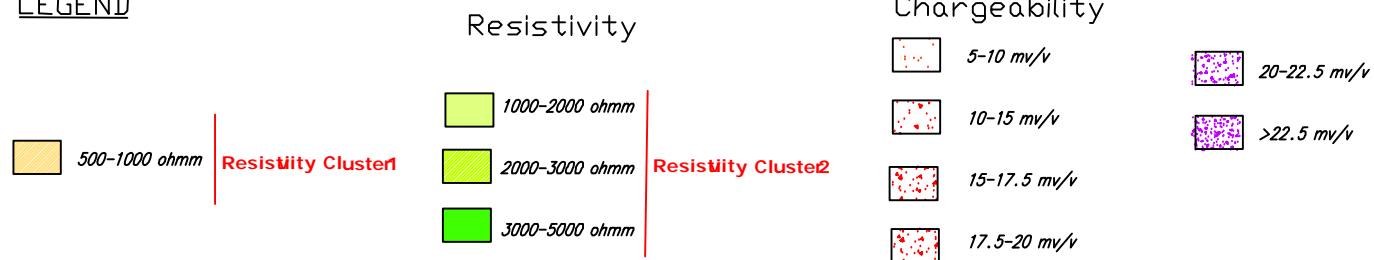 LEGEND
Resistivity
Chargeability
500-1000 ohmm
Resistivity Cluster1
1000-2000 ohmm
2000-3000 ohmm
3000-5000 ohmm
Resistivity Cluster2
5-10 mv/v
10-15 mv/v
15-17.5 mv/v
17.5-20 mv/v
20-22.5 mv/v
>22.5 mv/v